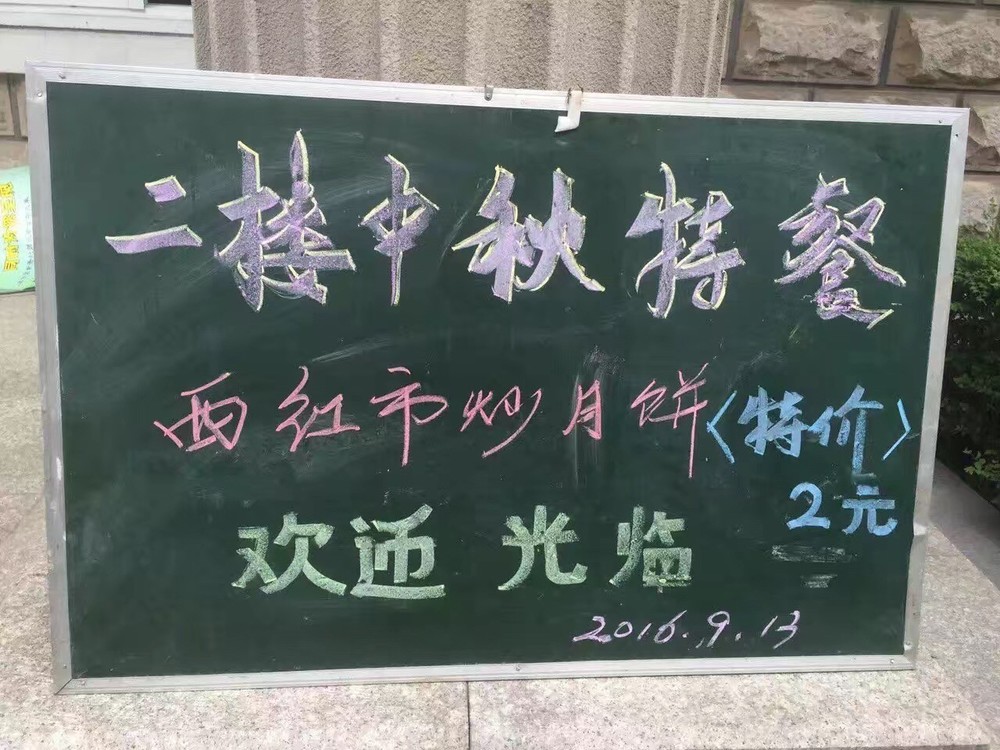 二楼中秋特餐
西红市炒月饼〈特价〉
2元
欢迎光临
2016.9.13